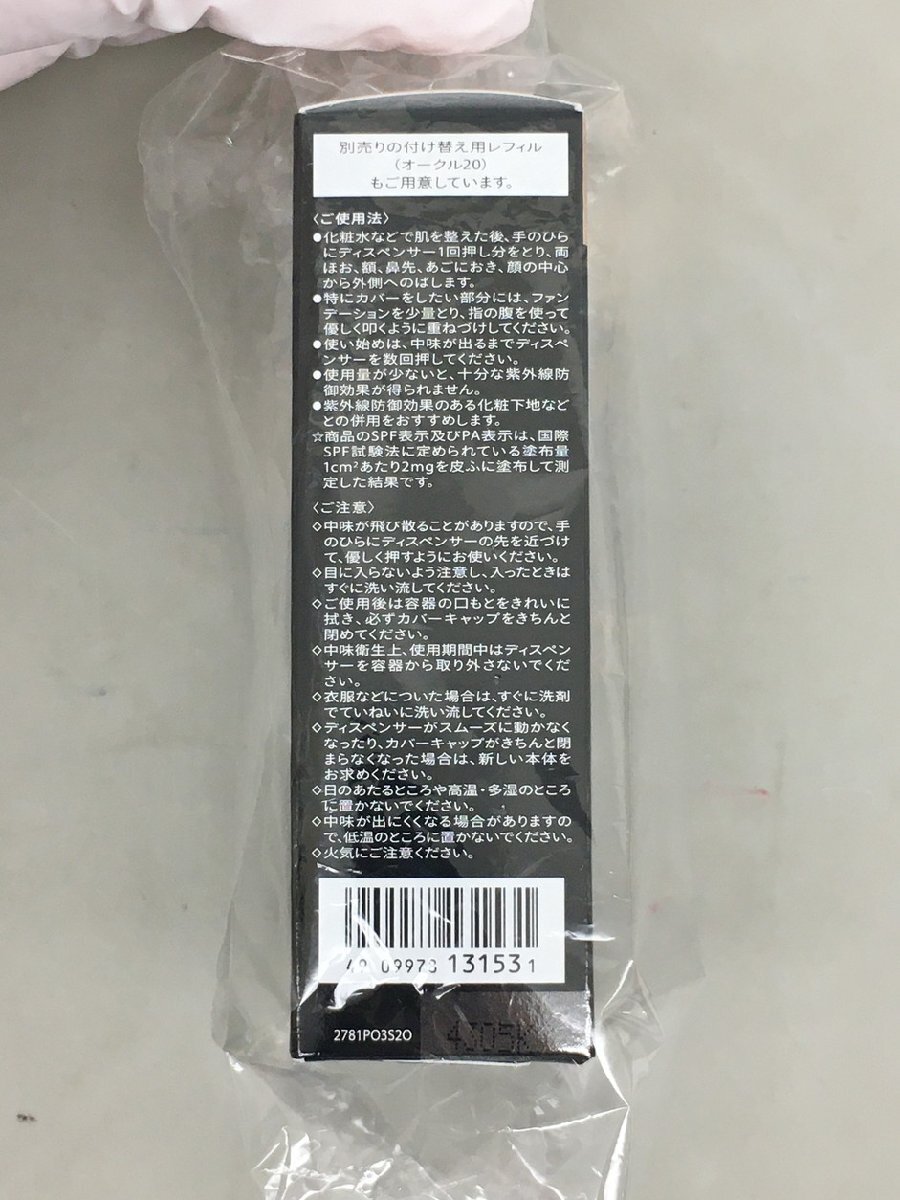 別売りの付け替え用レフィル
(オークル20)
もご用意しています。
〈ご使用法〉
●化粧水などで肌を整えた後、手のひら
にディスペンサー1回押し分をとり、両
ほお、額、鼻先、あごにおき、顔の中心
から外側へのばします。
●特にカバーをしたい部分には、ファン
デーションを少量とり、指の腹を使って
優しく叩くように重ねづけしてください。
●使い始めは、中味が出るまでディスペ
ンサーを数回押してください。
●使用量が少ないと、十分な紫外線防
御効果が得られません。
●紫外線防御効果のある化粧下地など
との併用をおすすめします。
☆商品のSPF表示及びPA表示は、国際
SPF試験法に定められている塗布量
1cm²あたり2mgを皮ふに塗布して測
定した結果です。
〈ご注意〉
◇中味が飛び散ることがありますので、手
のひらにディスペンサーの先を近づけ
て、優しく押すようにお使いください。
◇目に入らないよう注意し、入ったときは
すぐに洗い流してください。
◇ご使用後は容器の口もとをきれいに
拭き、必ずカバーキャップをきちんと
閉めてください。
◇中味衛生上、使用期間中はディスペン
サーを容器から取り外さないでくだ
さい。
◇衣服などについた場合は、すぐに洗剤
でていねいに洗い流してください。
◇ディスペンサーがスムーズに動かなく
なったり、カバーキャップがきちんと閉
まらなくなった場合は、新しい本体を
お求めください。
◇日のあたるところや高温・多湿のところ
に置かないでください。
◇中味が出にくくなる場合がありますの
で、低温のところに置かないでください。
◇火気にご注意ください。
49 09978 13153 1
2781PO3S20
4J05K